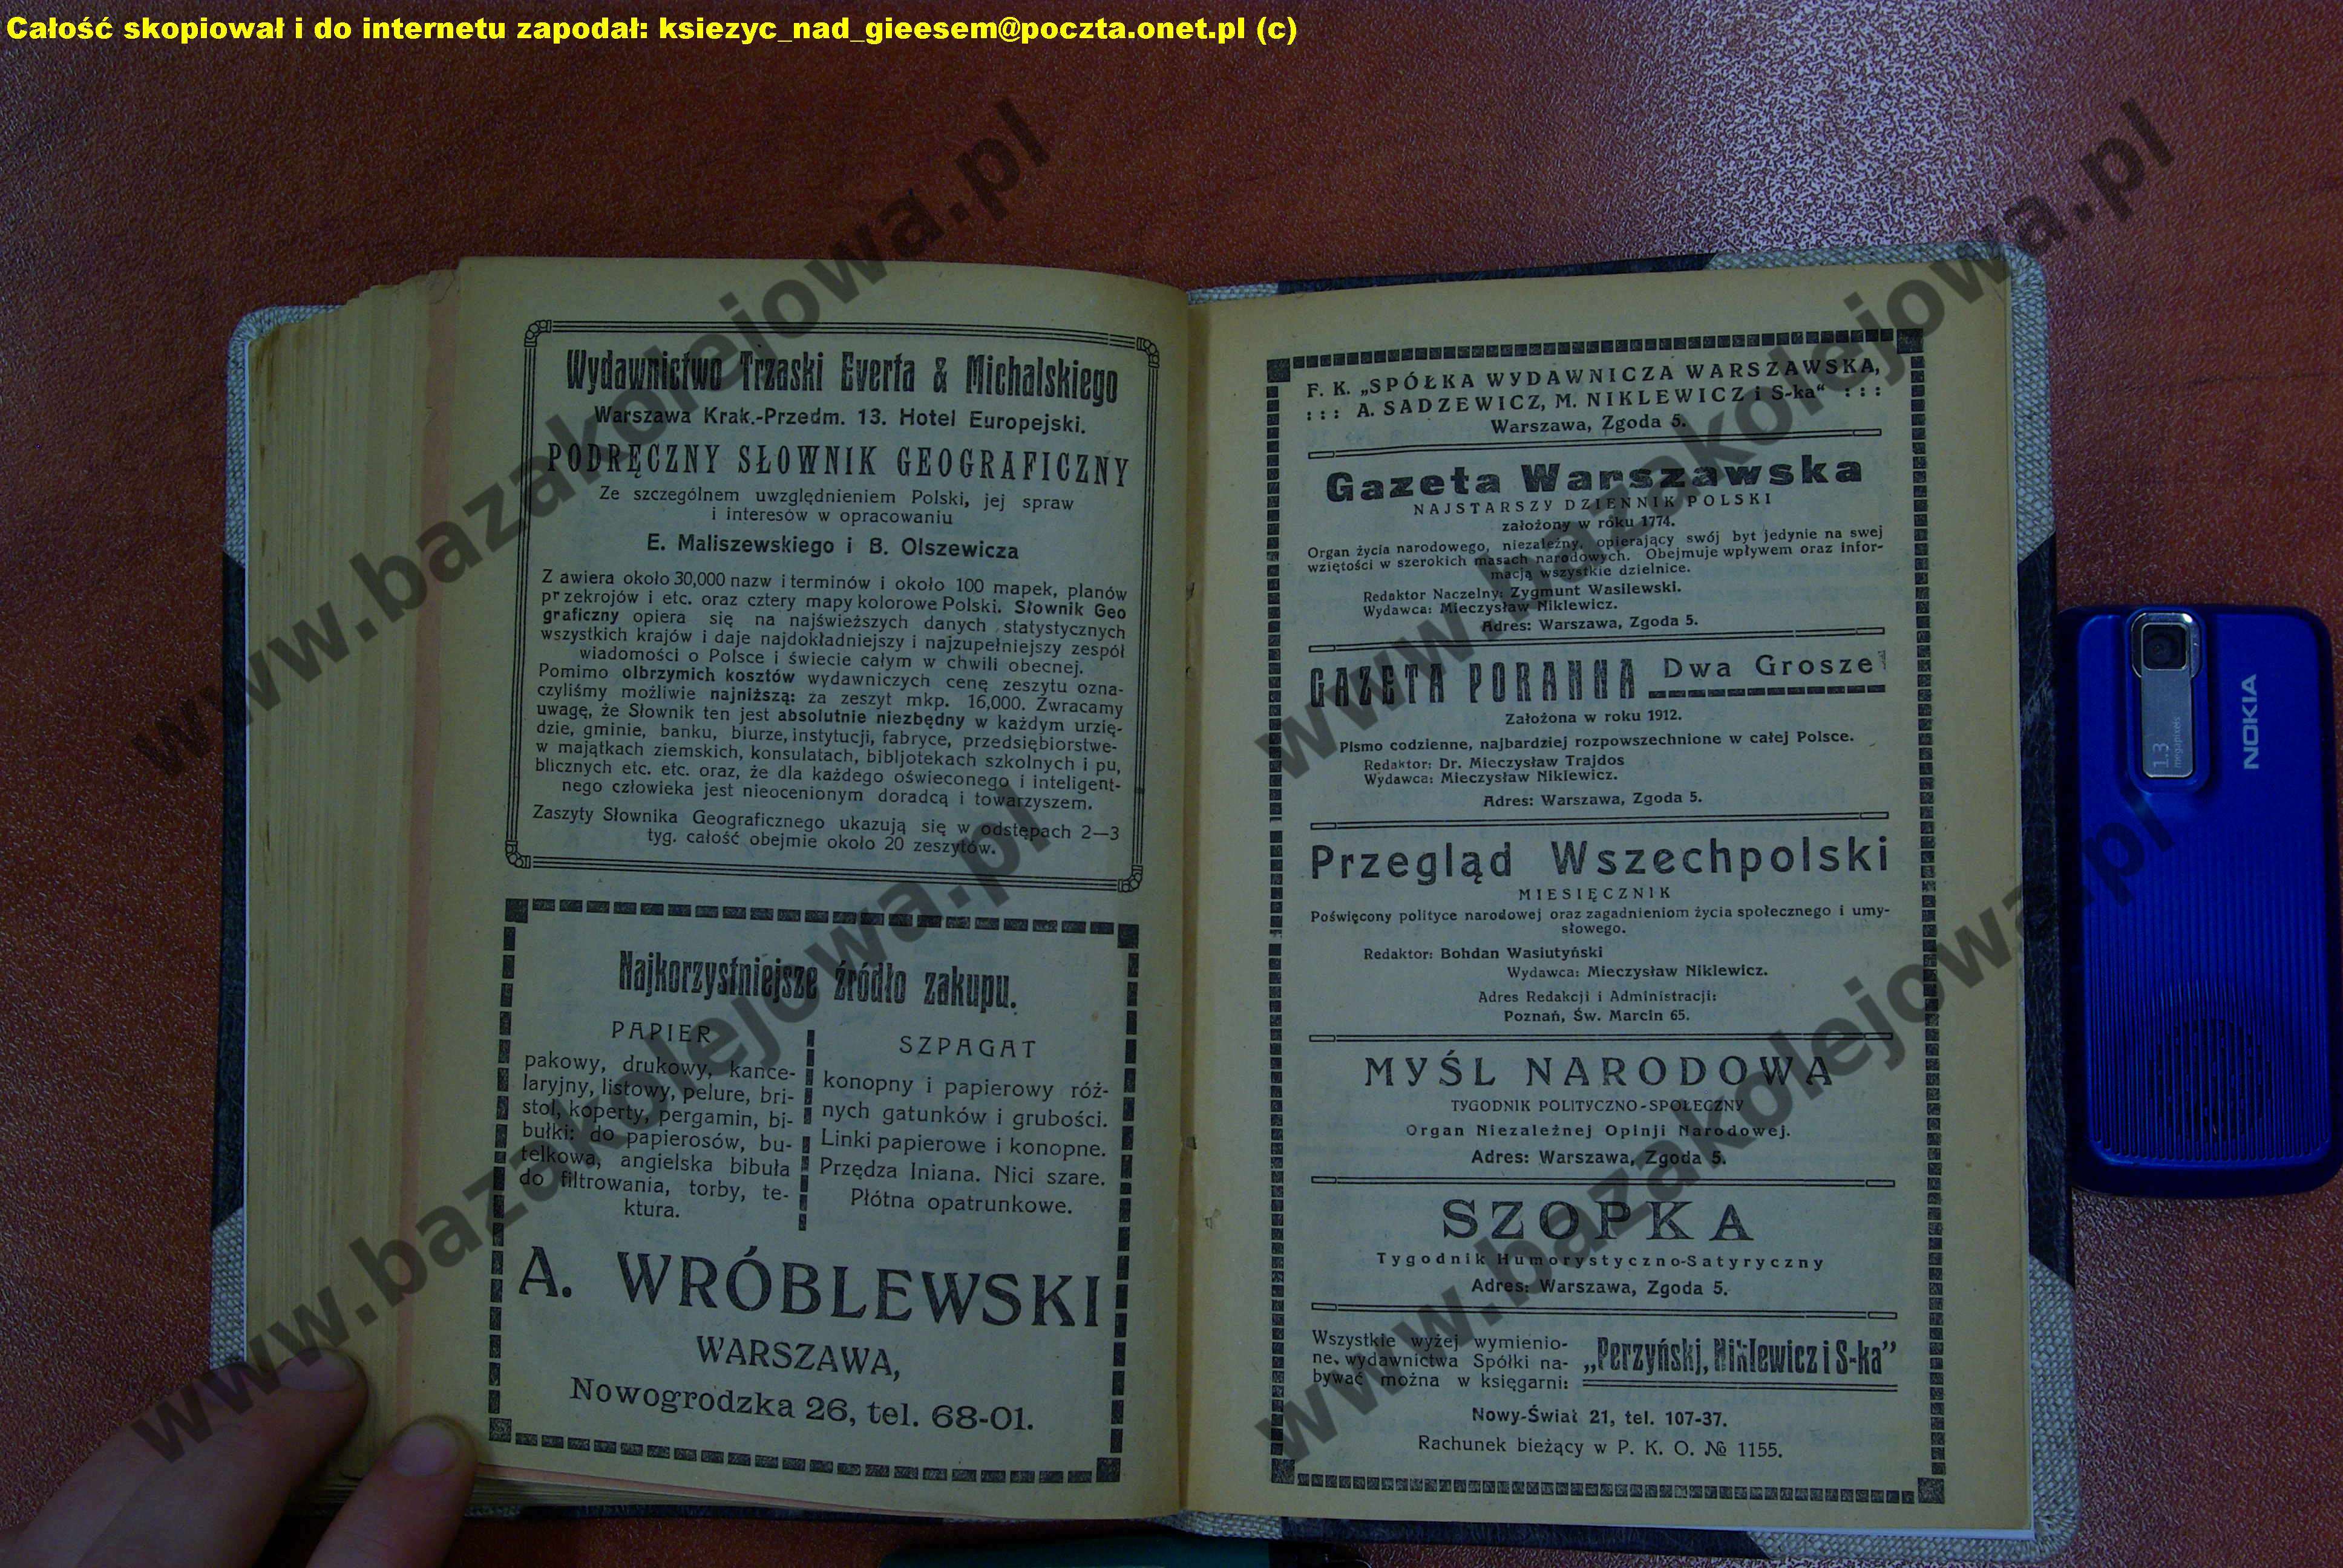 Całość skopiował i do internetu zapodał: ksiezyc_nad_gieesem@poczta.onet.pl (c)
Wydawnictwo Trzaski Everta & Michalskiego
Warszawa Krak.-Przedm. 13. Hotel Europejski.
PODRĘCZNY SŁOWNIK GEOGRAFICZNY
Ze szczególnem uwzględnieniem Polski, jej spraw
i interesów w opracowaniu
E. Maliszewskiego i B. Olszewicza
Z awiera około 30,000 nazw i terminów i około 100 mapek, planów
przekrojów i etc. oraz cztery mapy kolorowe Polski. Słownik Geo
graficzny opiera się na najświeższych danych statystycznych
wszystkich krajów i daje najdokładniejszy i najzupełniejszy zespół
wiadomości o Polsce i świecie całym w chwili obecnej.
Pomimo olbrzymich kosztów wydawniczych cenę zeszytu ozna-
czyliśmy możliwie najniższą: za zeszyt mkp. 16,000. Zwracamy
uwagę, że Słownik ten jest absolutnie niezbędny w każdym urzię-
dzie, gminie, banku, biurze, instytucji, fabryce, przedsiębiorstwe-
w majątkach ziemskich, konsulatach, bibljotekach szkolnych i pu,
blicznych etc. etc. oraz, że dla każdego oświeconego i inteligent-
nego człowieka jest nieocenionym doradcą i towarzyszem.
Zaszyty Słownika Geograficznego ukazują się w odstępach 2—3
tyg. całość obejmie około 20 zeszytów.
Najkorzystniejsze źródło zakupu.
PAPIER
pakowy, drukowy, kance-
laryjny, listowy, pelure, bri-
stol, koperty, pergamin, bi-
bułki: do papierosów, bu-
telkowa, angielska bibuła
do filtrowania, torby, te-
ktura.
SZPAGAT
konopny i papierowy róż-
nych gatunków i grubości.
Linki papierowe i konopne.
Przędza lniana. Nici szare.
Płótna opatrunkowe.
A. WRÓBLEWSKI
WARSZAWA,
Nowogrodzka 26, tel. 68-01.
F. K. „SPÓŁKA WYDAWNICZA WARSZAWSKA,
: : : A. SADZEWICZ, M. NIKLEWICZ i S-ka“ : : :
Warszawa, Zgoda 5.
Gazeta Warszawska
NAJSTARSZY DZIENNIK POLSKI
założony w roku 1774.
Organ życia narodowego, niezależny, opierający swój byt jedynie na swej
wziętości w szerokich masach narodowych. Obejmuje wpływem oraz infor-
macją wszystkie dzielnice.
Redaktor Naczelny: Zygmunt Wasilewski.
Wydawca: Mieczysław Niklewicz.
Adres: Warszawa, Zgoda 5.
GAZETA PORANNA Dwa Grosze
Założona w roku 1912.
Pismo codzienne, najbardziej rozpowszechnione w całej Polsce.
Redaktor: Dr. Mieczysław Trajdos
Wydawca: Mieczysław Niklewicz.
Adres: Warszawa, Zgoda 5.
Przegląd Wszechpolski
MIESIĘCZNIK
Poświęcony polityce narodowej oraz zagadnieniom życia społecznego i umy-
słowego.
Redaktor: Bohdan Wasiutyński
Wydawca: Mieczysław Niklewicz.
Adres Redakcji i Administracji:
Poznań, Św. Marcin 65.
MYŚL NARODOWA
TYGODNIK POLITYCZNO-SPOŁECZNY
Organ Niezależnej Opinji Narodowej.
Adres: Warszawa, Zgoda 5.
SZOPKA
Tygodnik Humorystyczno-Satyryczny
Adres: Warszawa, Zgoda 5.
Wszystkie wyżej wymienio-
ne wydawnictwa Spółki na-
bywać można w księgarni:
„Perzyński, Niklewicz i S-ka”
Nowy-Świat 21, tel. 107-37.
Rachunek bieżący w P. K. O. № 1155.
1.3
megapixels
NOKIA
www.bazakolejowa.pl
www.bazakolejowa.pl
www.bazakolejowa.pl
www.bazakolejowa.pl